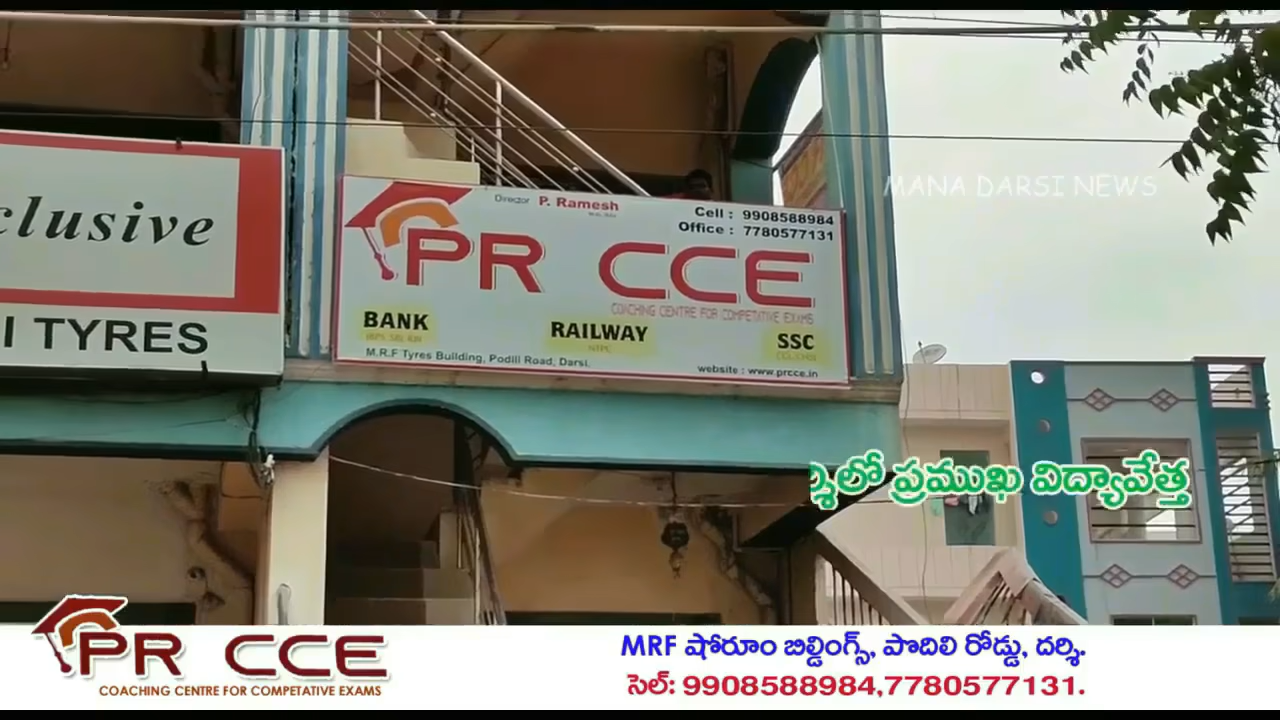 MANA DARSI NEWS
clusive
I TYRES
Director P. Ramesh
Cell : 9908588984
Office : 7780577131
PR CCE
COACHING CENTRE FOR COMPETATIVE EXAMS
BANK
RAILWAY
SSC
NTPC
M.R.F Tyres Building, Podili Road, Darsi.
website : www.prcce.in
ర్శిలో ప్రముఖ విద్యావేత్త
PR CCE
COACHING CENTRE FOR COMPETATIVE EXAMS
MRF షోరూం బిల్డింగ్స్, పొదిలి రోడ్డు, దర్శి.
సెల్: 9908588984,7780577131.